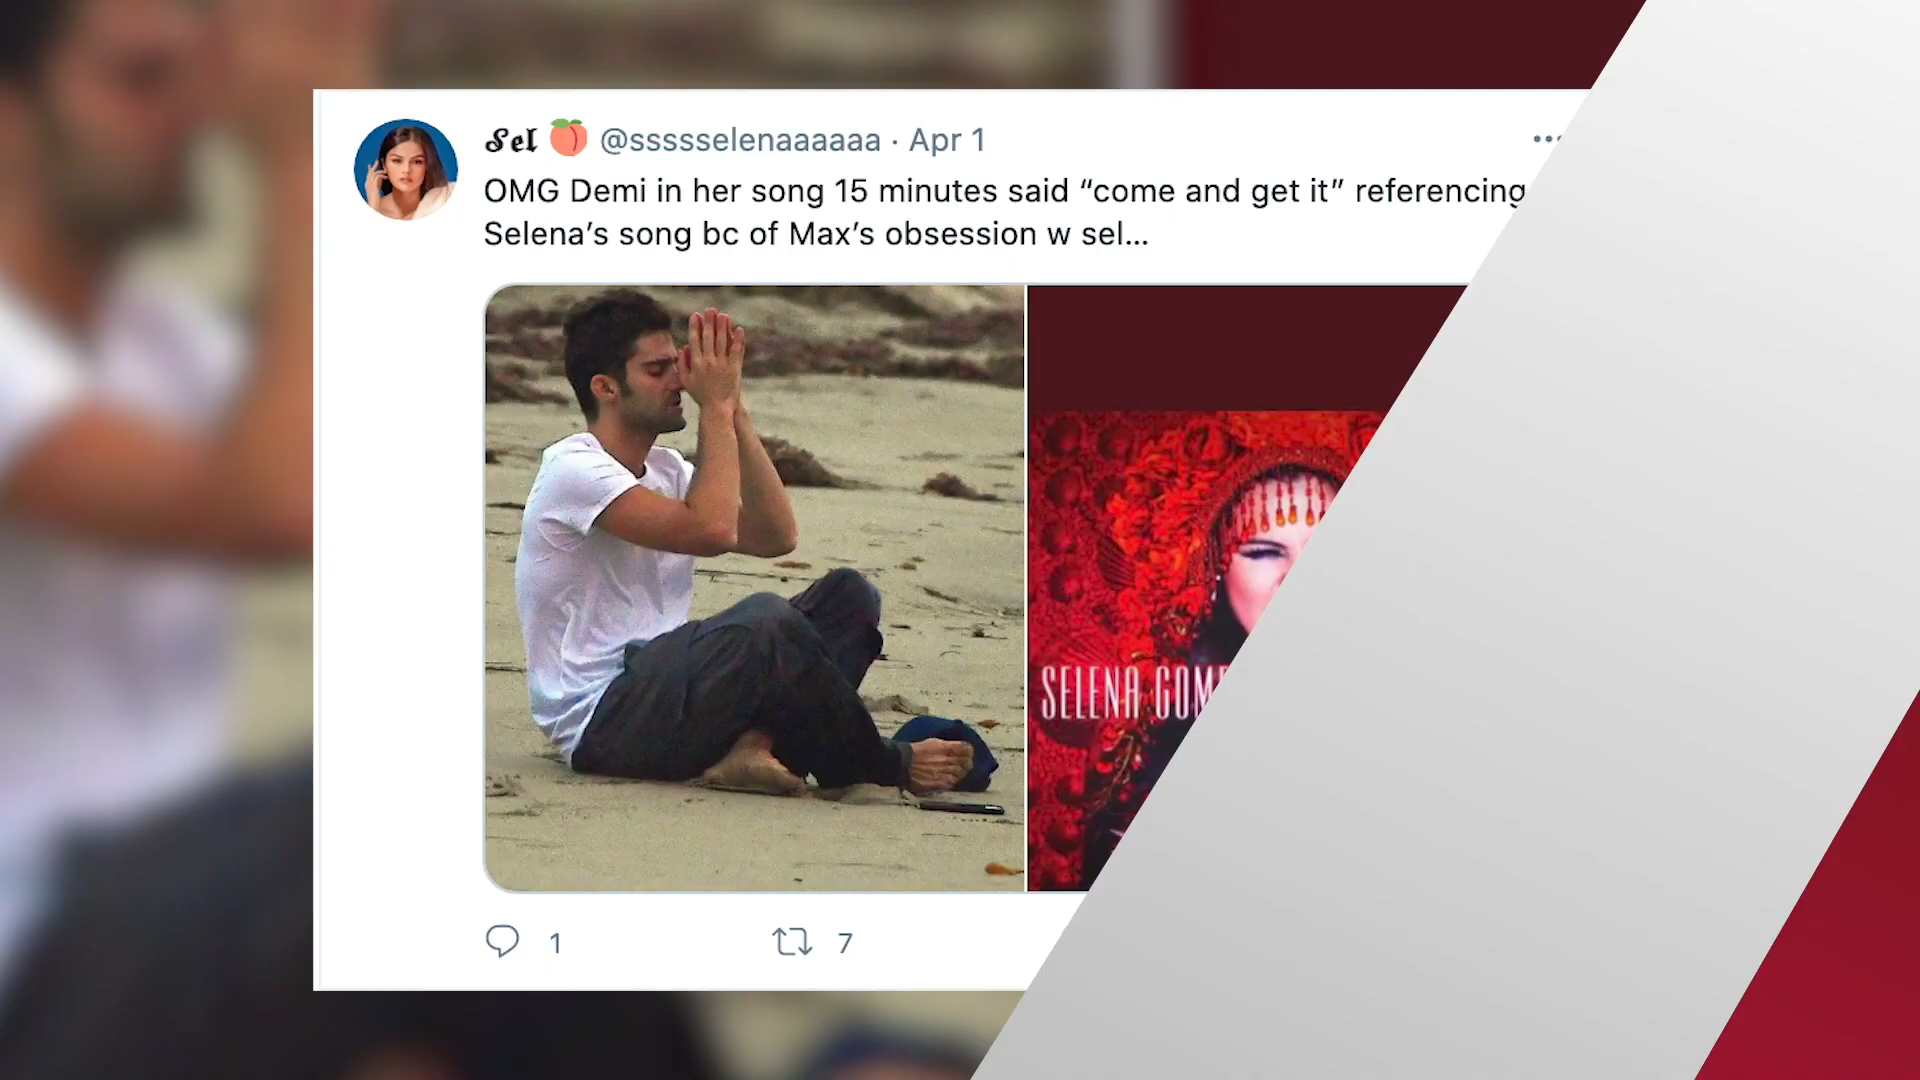 Sel 🍑 @sssssselenaaaaaa · Apr 1
OMG Demi in her song 15 minutes said “come and get it” referencing
Selena’s song bc of Max’s obsession w sel...
SELENA GOM
1
7